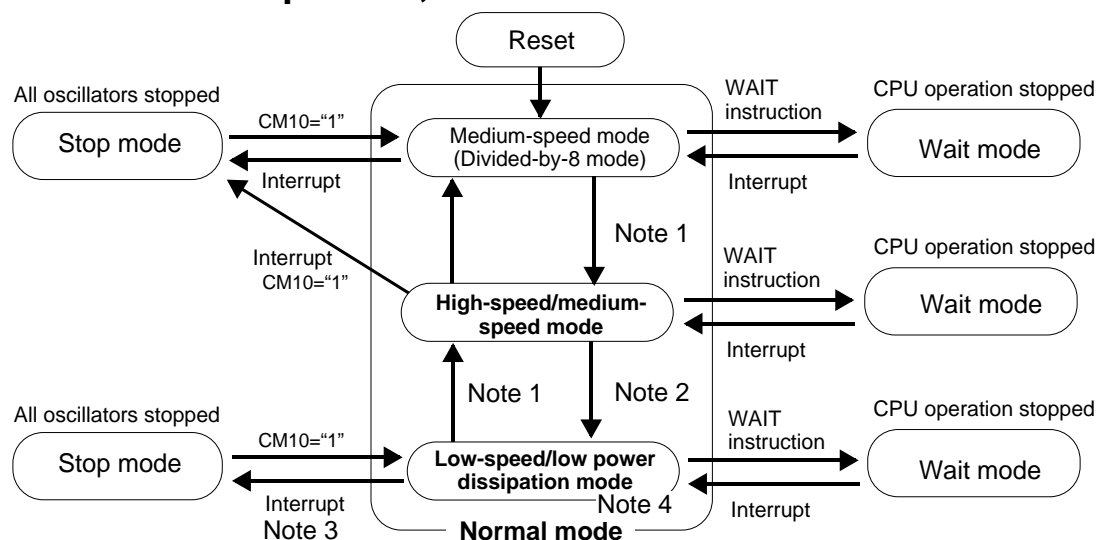 Reset
All oscillators stopped
Stop mode
CM10="1"
Interrupt
Medium-speed mode
(Divided-by-8 mode)
WAIT
instruction
Interrupt
CPU operation stopped
Wait mode
Note 1
Interrupt
CM10="1"
High-speed/medium-
speed mode
WAIT
instruction
Interrupt
CPU operation stopped
Wait mode
Note 1
Note 2
All oscillators stopped
Stop mode
CM10="1"
Interrupt
Note 3
Low-speed/low power
dissipation mode
Note 4
WAIT
instruction
Interrupt
CPU operation stopped
Wait mode
Normal mode